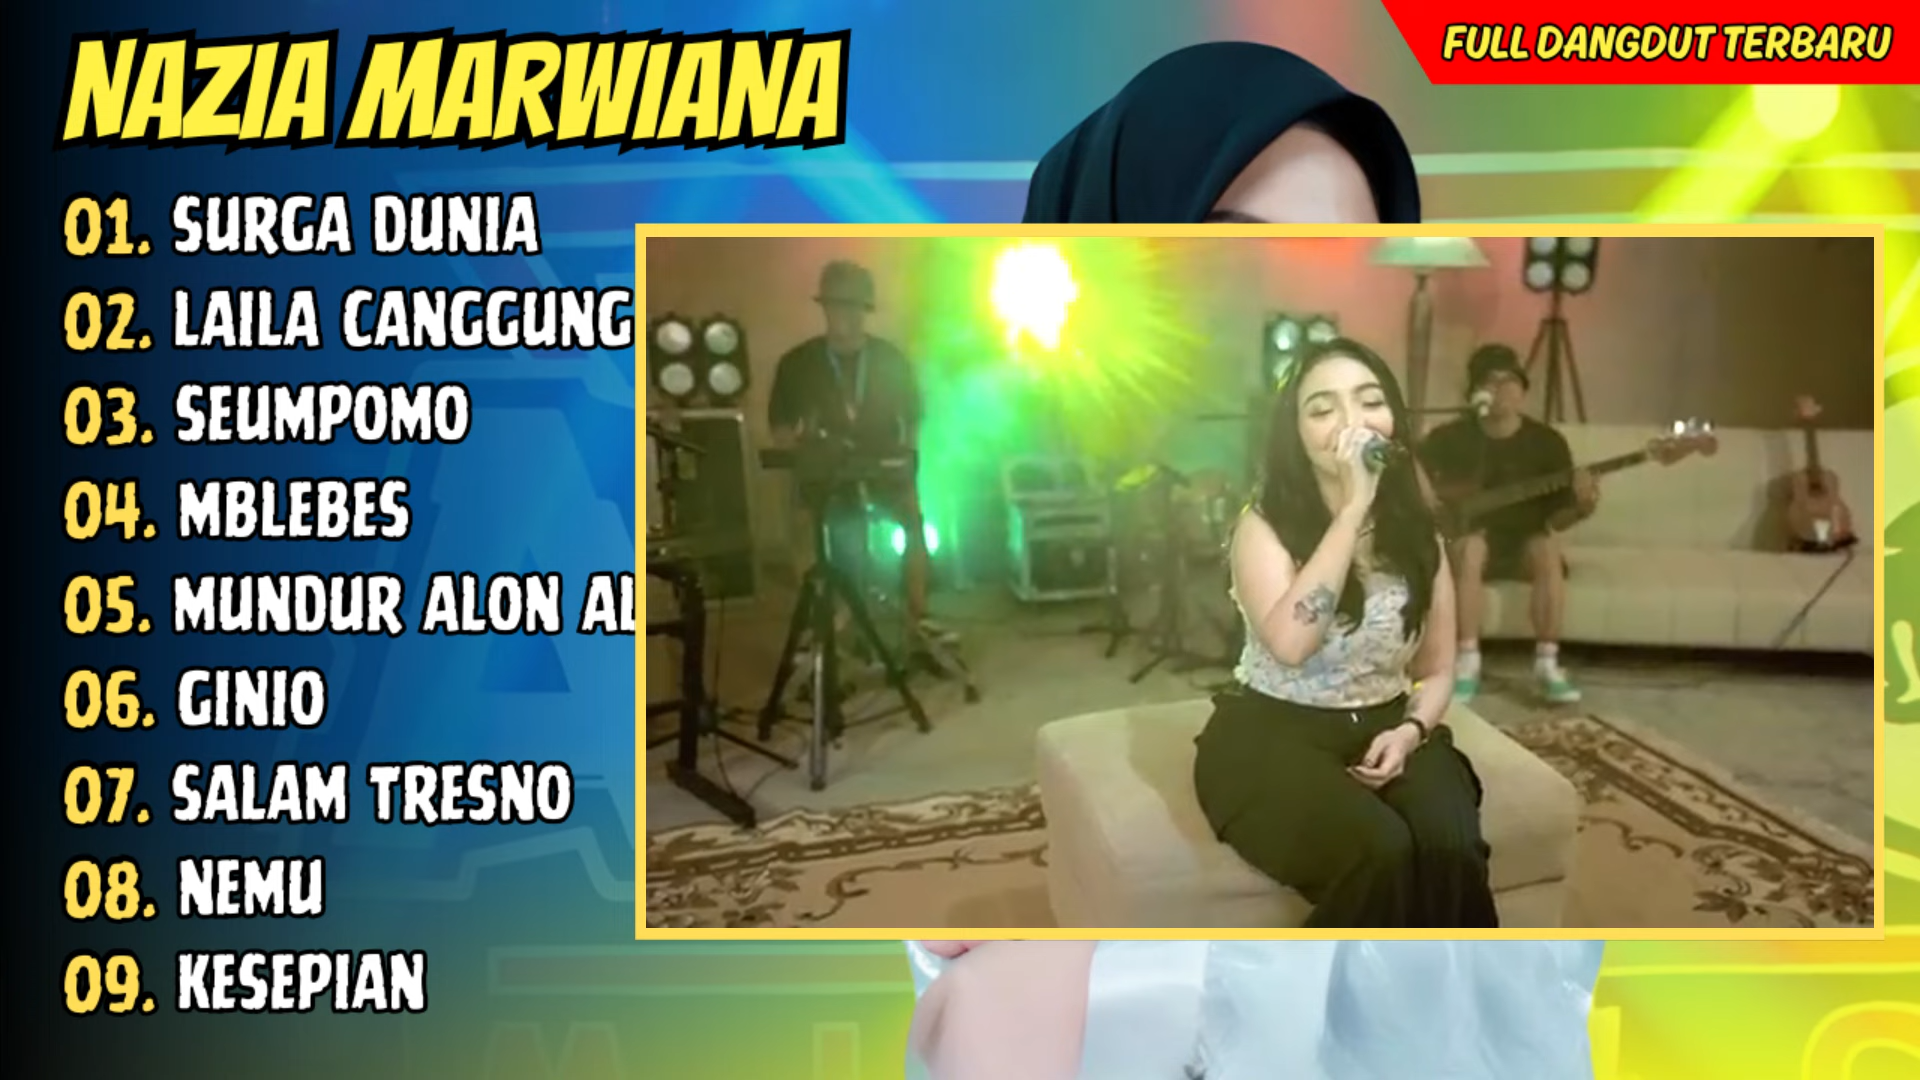 NAZIA MARWIANA
FULL DANGDUT TERBARU
01. SURGA DUNIA
02. LAILA CANGGUNG
03. SEUMPOMO
04. MBLEBES
05. MUNDUR ALON AL
06. GINIO
07. SALAM TRESNO
08. NEMU
09. KESEPIAN